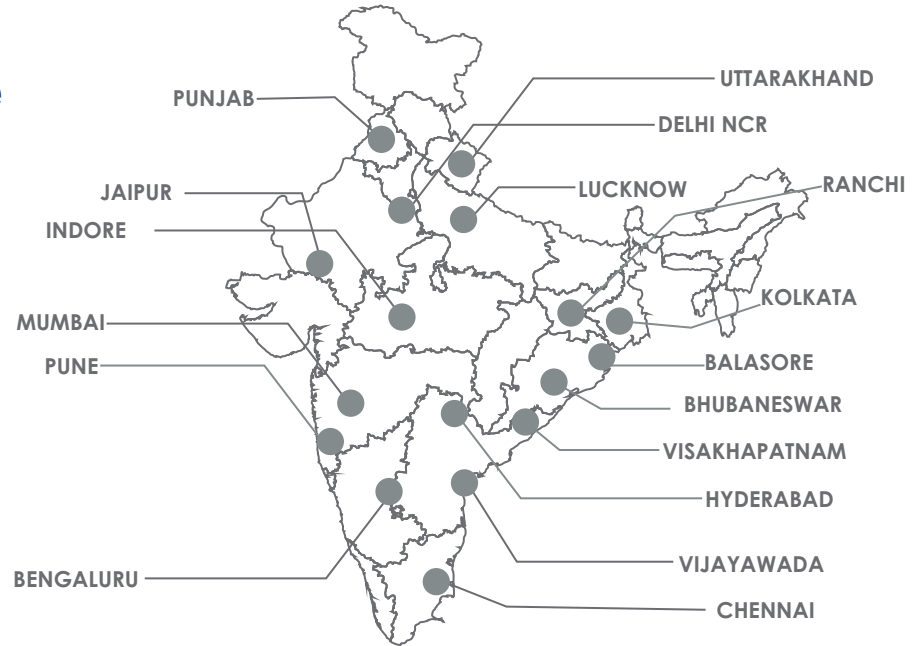 e
UTTARAKHAND
PUNJAB
DELHI NCR
RANCHI
LUCKNOW
JAIPUR
INDORE
KOLKATA
MUMBAI
BALASORE
PUNE
BHUBANESWAR
VISAKHAPATNAM
HYDERABAD
VIJAYAWADA
BENGALURU
CHENNAI